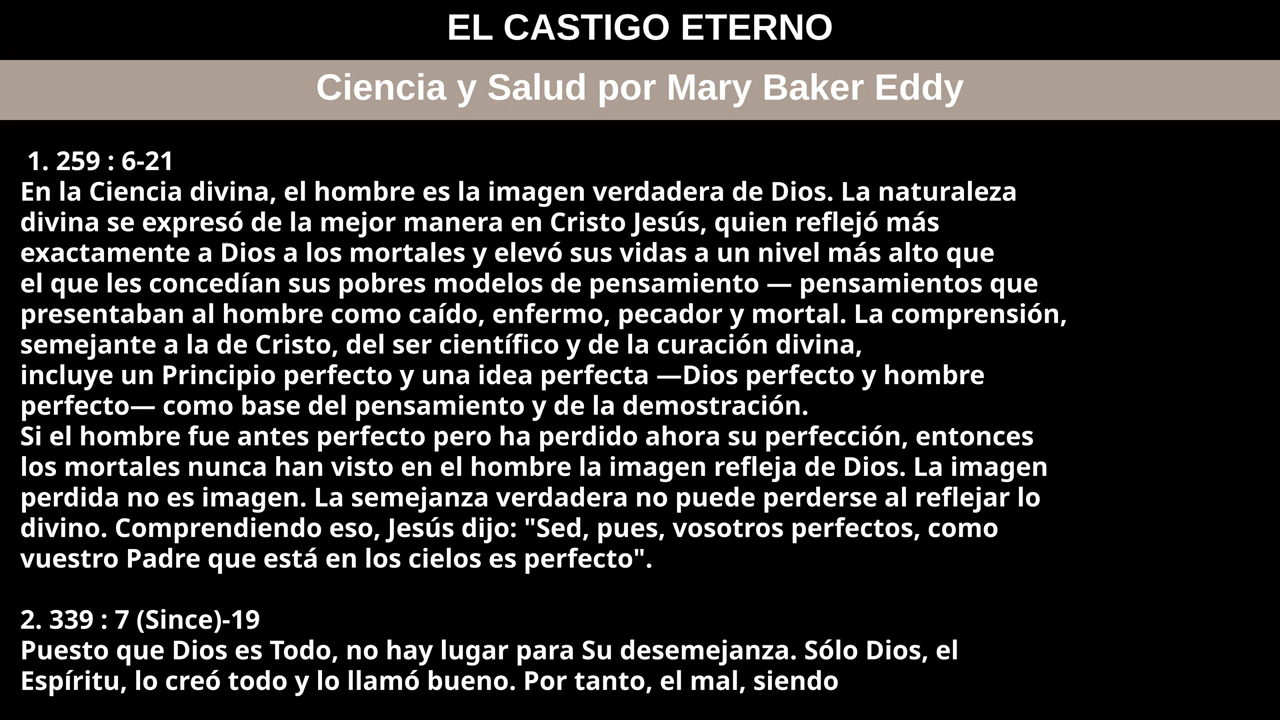 EL CASTIGO ETERNO
Ciencia y Salud por Mary Baker Eddy
1. 259 : 6-21
En la Ciencia divina, el hombre es la imagen verdadera de Dios. La naturaleza
divina se expresó de la mejor manera en Cristo Jesús, quien reflejó más
exactamente a Dios a los mortales y elevó sus vidas a un nivel más alto que
el que les concedían sus pobres modelos de pensamiento — pensamientos que
presentaban al hombre como caído, enfermo, pecador y mortal. La comprensión,
semejante a la de Cristo, del ser científico y de la curación divina,
incluye un Principio perfecto y una idea perfecta —Dios perfecto y hombre
perfecto— como base del pensamiento y de la demostración.
Si el hombre fue antes perfecto pero ha perdido ahora su perfección, entonces
los mortales nunca han visto en el hombre la imagen refleja de Dios. La imagen
perdida no es imagen. La semejanza verdadera no puede perderse al reflejar lo
divino. Comprendiendo eso, Jesús dijo: "Sed, pues, vosotros perfectos, como
vuestro Padre que está en los cielos es perfecto".
2. 339 : 7 (Since)-19
Puesto que Dios es Todo, no hay lugar para Su desemejanza. Sólo Dios, el
Espíritu, lo creó todo y lo llamó bueno. Por tanto, el mal, siendo